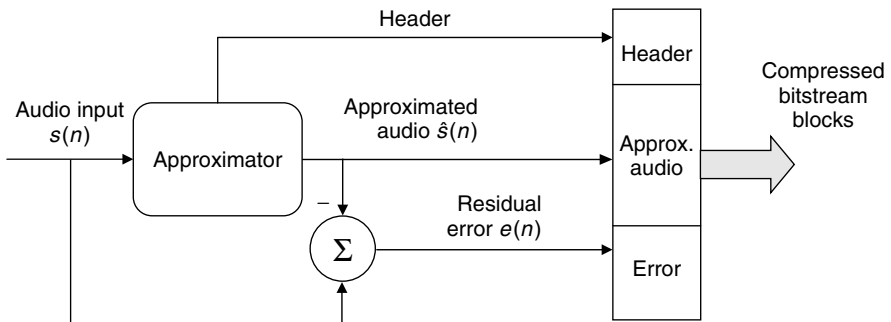 Header
Header
Audio input
s(n)
Approximator
Approximated
audio ŝ(n)
Approx.
audio
Compressed
bitstream
blocks
–
Σ
Residual
error e(n)
Error